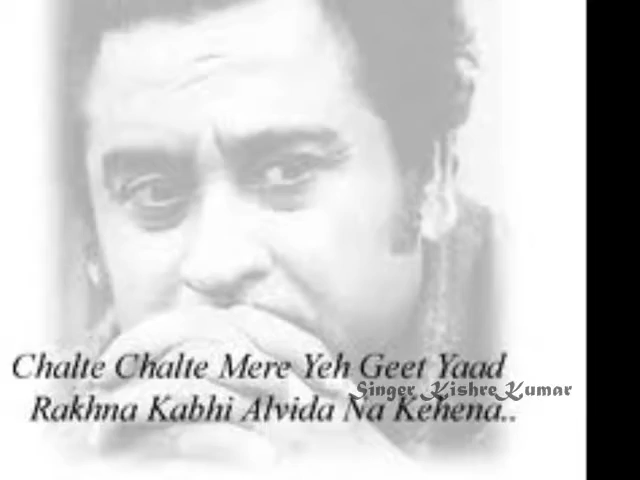 Chalte Chalte Mere Yeh Geet Yaad
Singer KishreKumar
Rakhna Kabhi Alvida Na Kehena..